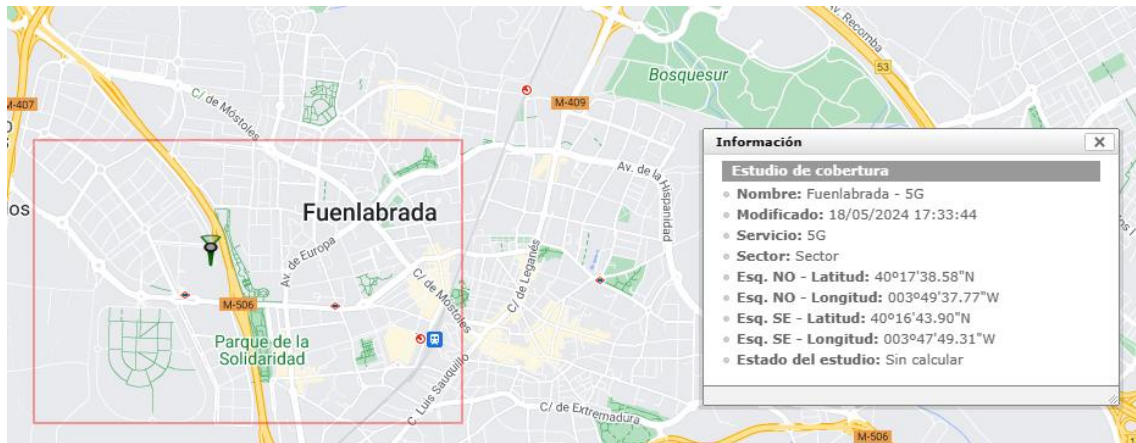 Av. Recomba
53
Bosquesur
M-407
C/ de Móstoles
M-409
Av. de la Hispanidad
os
Fuenlabrada
Av. de Europa
C/ de Móstoles
C/ de Leganés
M-506
Parque de la
Solidaridad
C. Luis Sauquillo
C/ de Extremadura
M-506
Información
Estudio de cobertura
Nombre: Fuenlabrada - 5G
Modificado: 18/05/2024 17:33:44
Servicio: 5G
Sector: Sector
Esq. NO - Latitud: 40º17'38.58"N
Esq. NO - Longitud: 003º49'37.77"W
Esq. SE - Latitud: 40º16'43.90"N
Esq. SE - Longitud: 003º47'49.31"W
Estado del estudio: Sin calcular